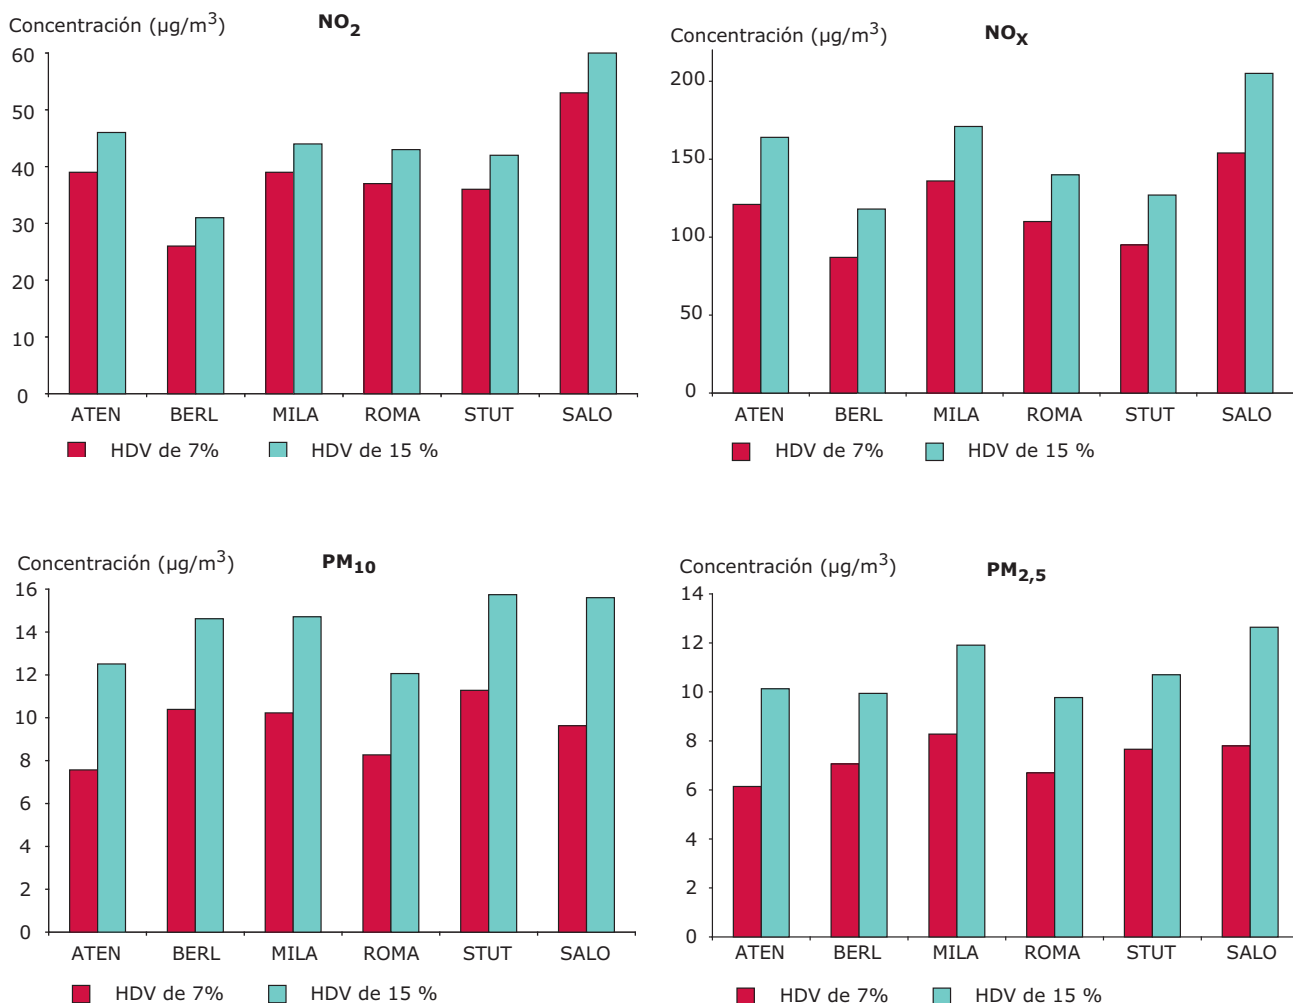 Concentración (µg/m³)
NO₂
60
50
40
30
20
10
0
ATEN BERL MILA ROMA STUT SALO
HDV de 7% HDV de 15 %
Concentración (µg/m³)
NOₓ
200
150
100
50
0
ATEN BERL MILA ROMA STUT SALO
HDV de 7% HDV de 15 %
Concentración (µg/m³)
PM₁₀
16
14
12
10
8
6
4
2
0
ATEN BERL MILA ROMA STUT SALO
HDV de 7% HDV de 15 %
Concentración (µg/m³)
PM₂,₅
14
12
10
8
6
4
2
0
ATEN BERL MILA ROMA STUT SALO
HDV de 7% HDV de 15 %